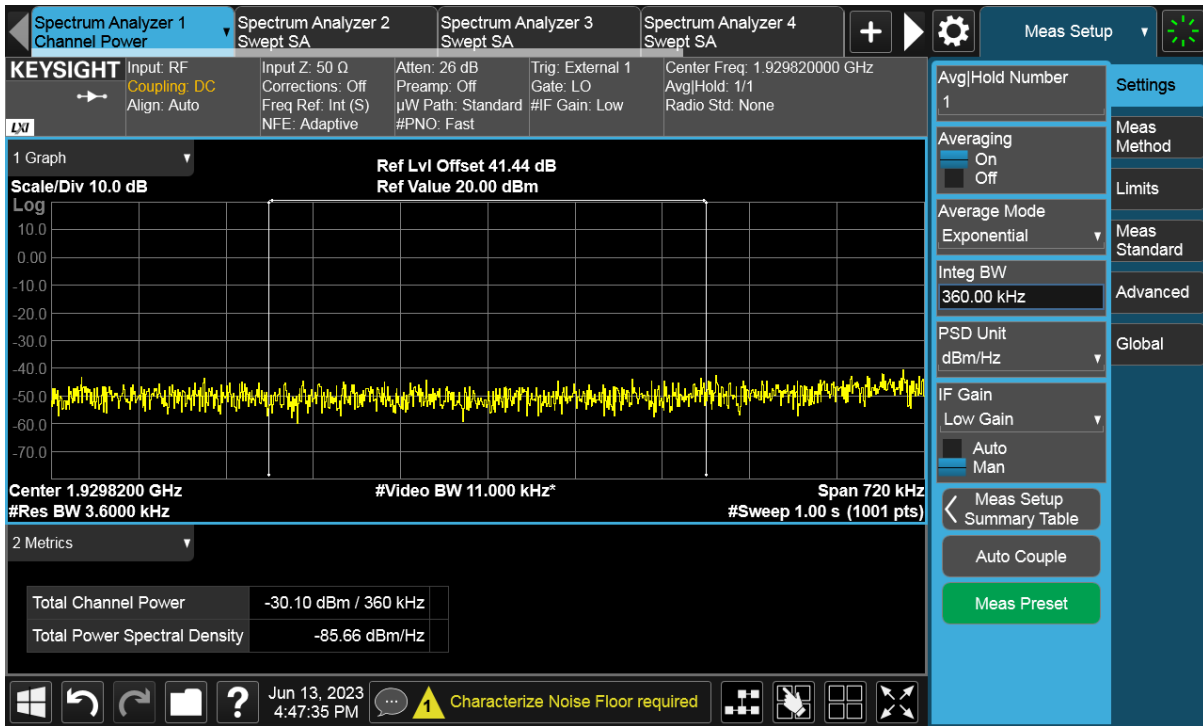 Spectrum Analyzer 1
Channel Power
Spectrum Analyzer 2
Swept SA
Spectrum Analyzer 3
Swept SA
Spectrum Analyzer 4
Swept SA
+
Meas Setup
KEYSIGHT
LXI
Input: RF
Coupling: DC
Align: Auto
Input Z: 50 Ω
Corrections: Off
Freq Ref: Int (S)
NFE: Adaptive
Atten: 26 dB
Preamp: Off
µW Path: Standard
#PNO: Fast
Trig: External 1
Gate: LO
#IF Gain: Low
Center Freq: 1.929820000 GHz
Avg|Hold: 1/1
Radio Std: None
1 Graph
Scale/Div 10.0 dB
Ref Lvl Offset 41.44 dB
Ref Value 20.00 dBm
Log
10.0
0.00
-10.0
-20.0
-30.0
-40.0
-50.0
-60.0
-70.0
Center 1.9298200 GHz
#Video BW 11.000 kHz*
Span 720 kHz
#Res BW 3.6000 kHz
#Sweep 1.00 s (1001 pts)
2 Metrics
Total Channel Power -30.10 dBm / 360 kHz
Total Power Spectral Density -85.66 dBm/Hz
Avg|Hold Number
1
Averaging
On
Off
Average Mode
Exponential
Integ BW
360.00 kHz
PSD Unit
dBm/Hz
IF Gain
Low Gain
Auto
Man
Meas Setup
Summary Table
Auto Couple
Meas Preset
Settings
Meas
Method
Limits
Meas
Standard
Advanced
Global
?
Jun 13, 2023
4:47:35 PM
1
Characterize Noise Floor required